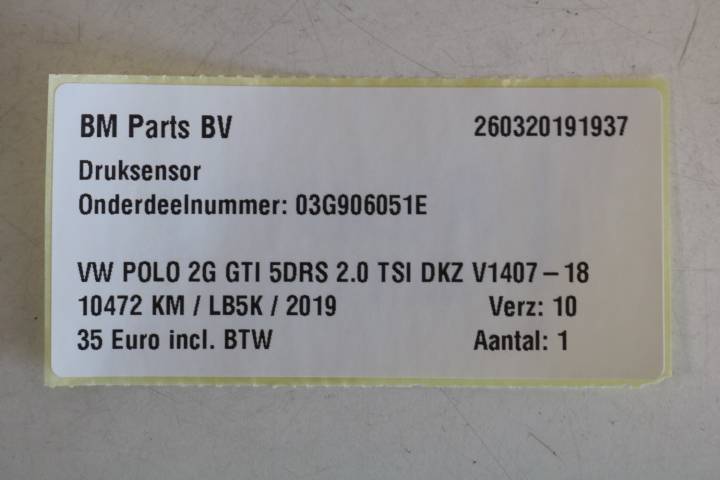 BM Parts BV 260320191937
Druksensor
Onderdeelnummer: 03G906051E
VW POLO 2G GTI 5DRS 2.0 TSI DKZ V1407 – 18
10472 KM / LB5K / 2019 Verz: 10
35 Euro incl. BTW Aantal: 1